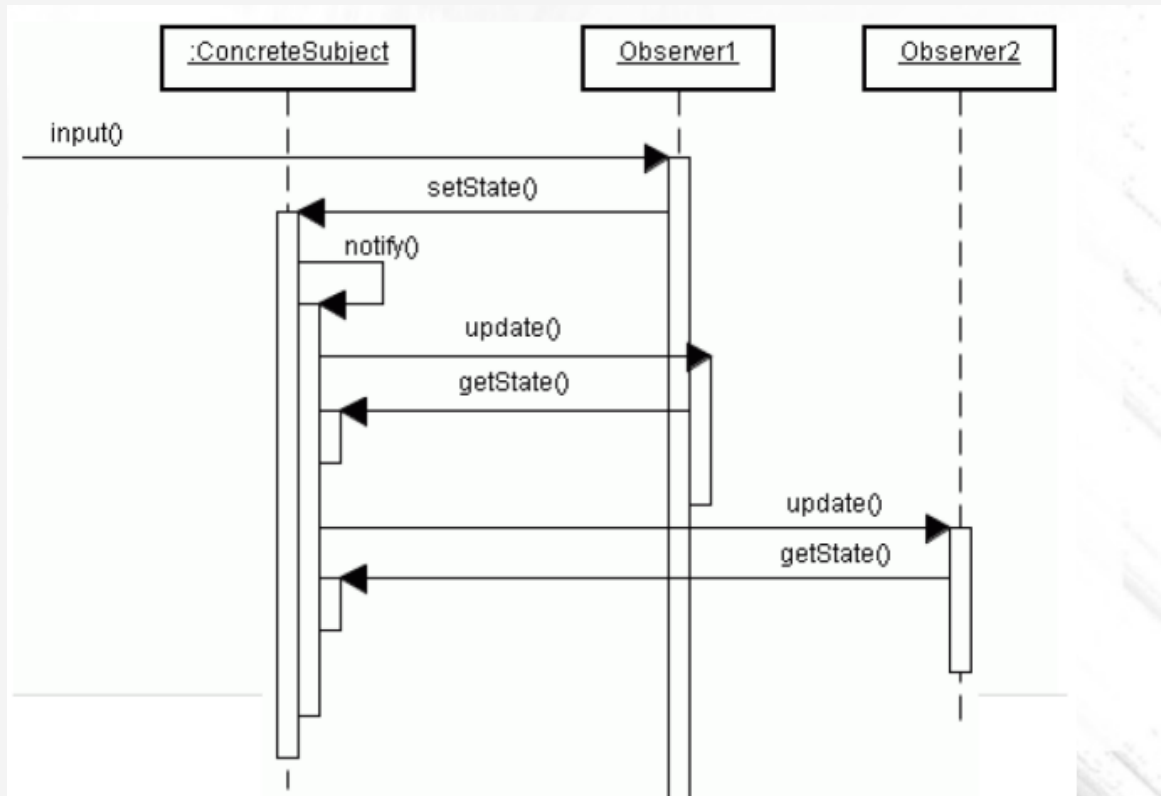 :ConcreteSubject
Observer1
Observer2
input()
setState()
notify()
update()
getState()
update()
getState()